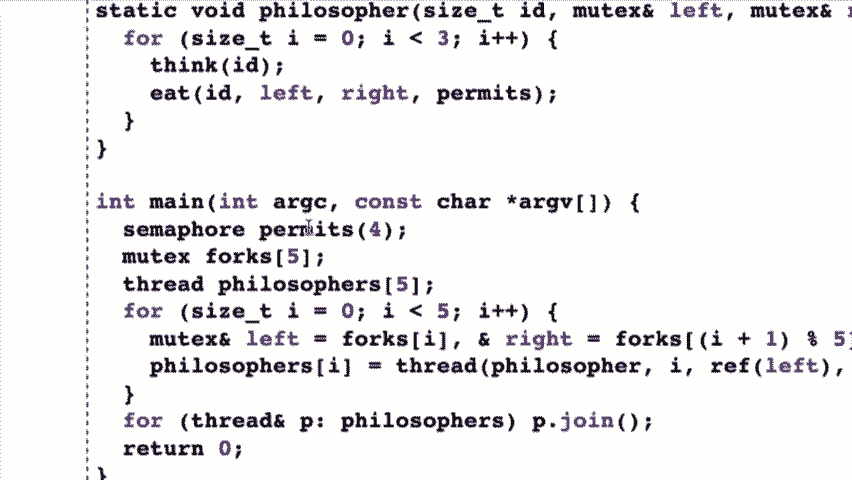 static void philosopher(size_t id, mutex& left, mutex&
for (size_t i = 0; i < 3; i++) {
think(id);
eat(id, left, right, permits);
}
}
int main(int argc, const char *argv[]) {
semaphore permits(4);
mutex forks[5];
thread philosophers[5];
for (size_t i = 0; i < 5; i++) {
mutex& left = forks[i], & right = forks[(i + 1) % 5]
philosophers[i] = thread(philosopher, i, ref(left),
}
for (thread& p: philosophers) p.join();
return 0;
}